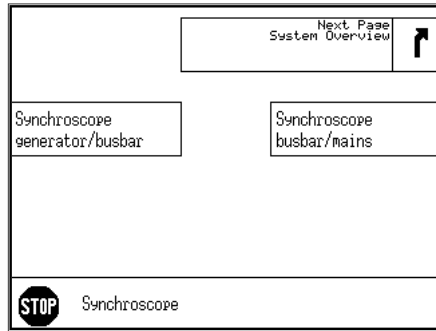 Next Page
System Overview
Synchroscope
generator/busbar
Synchroscope
busbar/mains
STOP
Synchroscope